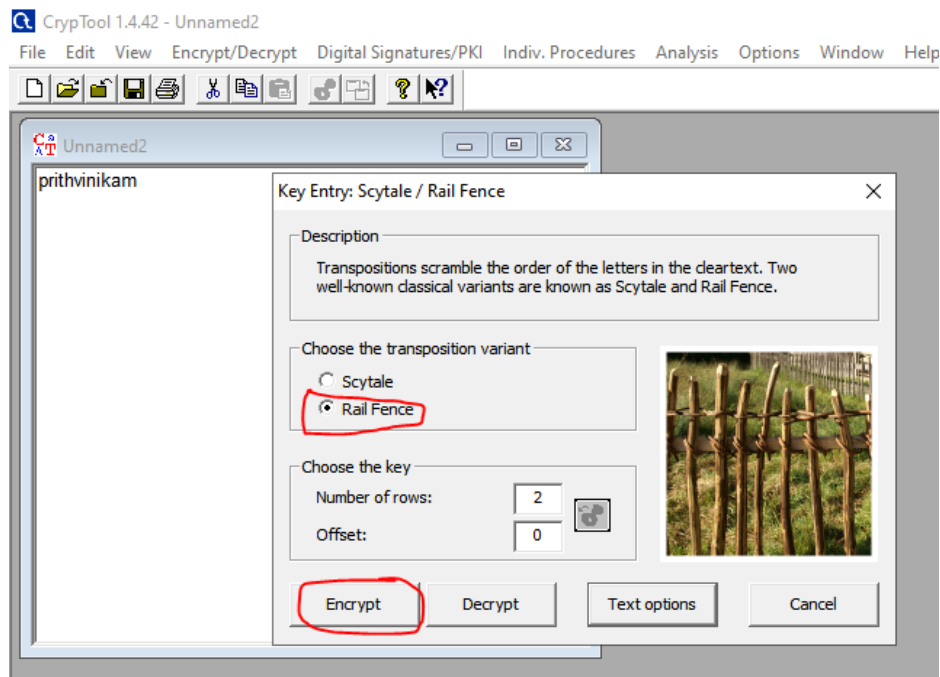 CrypTool 1.4.42 - Unnamed2
File Edit View Encrypt/Decrypt Digital Signatures/PKI Indiv. Procedures Analysis Options Window Help
Unnamed2
prithvinikam
Key Entry: Scytale / Rail Fence
Description
Transpositions scramble the order of the letters in the cleartext. Two
well-known classical variants are known as Scytale and Rail Fence.
Choose the transposition variant
Scytale
Rail Fence
Choose the key
Number of rows: 2
Offset: 0
Encrypt Decrypt Text options Cancel